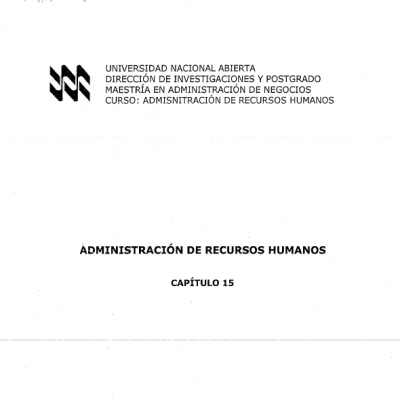 UNIVERSIDAD NACIONAL ABIERTA
DIRECCIÓN DE INVESTIGACIONES Y POSTGRADO
MAESTRÍA EN ADMINISTRACIÓN DE NEGOCIOS
CURSO: ADMISNITRACIÓN DE RECURSOS HUMANOS
ADMINISTRACIÓN DE RECURSOS HUMANOS
CAPÍTULO 15